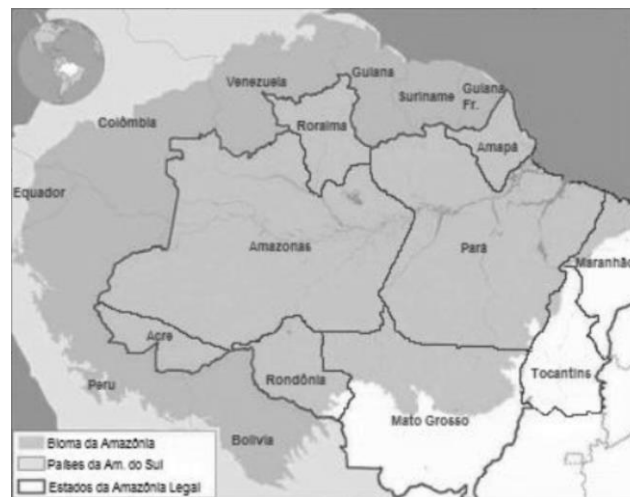 Venezuela
Guiana
Suriname
Guiana
Fr.
Colômbia
Roraima
Amapá
Equador
Amazonas
Pará
Maranhão
Acre
Rondônia
Tocantins
Peru
Mato Grosso
Bolívia
Bioma da Amazônia
Países da Am. do Sul
Estados da Amazônia Legal